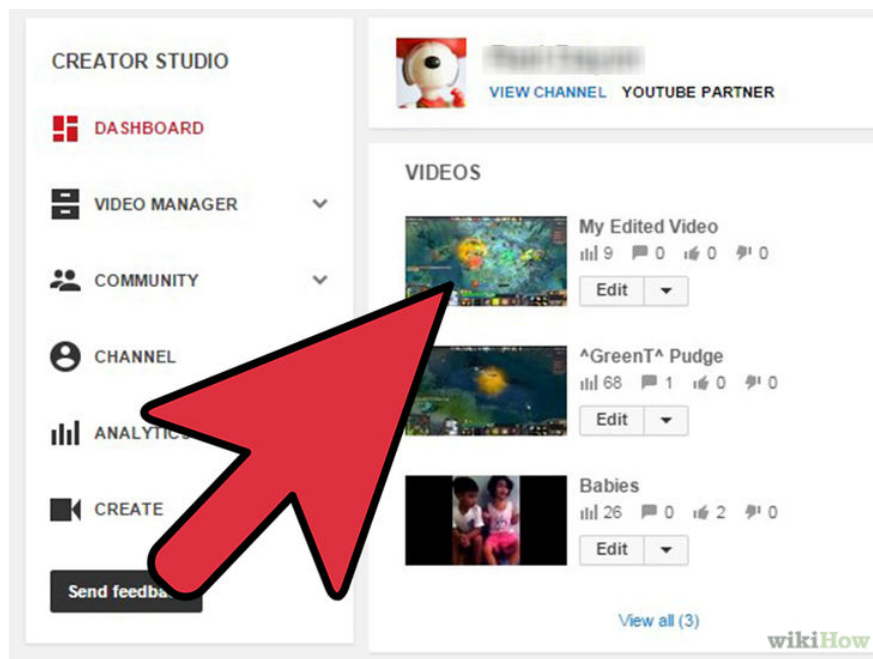 CREATOR STUDIO
DASHBOARD
VIDEO MANAGER
COMMUNITY
CHANNEL
ANALYTICS
CREATE
Send feedback
VIEW CHANNEL YOUTUBE PARTNER
VIDEOS
My Edited Video
9 0 0 0
Edit
^GreenT^ Pudge
68 1 0 0
Edit
Babies
26 0 2 0
Edit
View all (3)
wikiHow